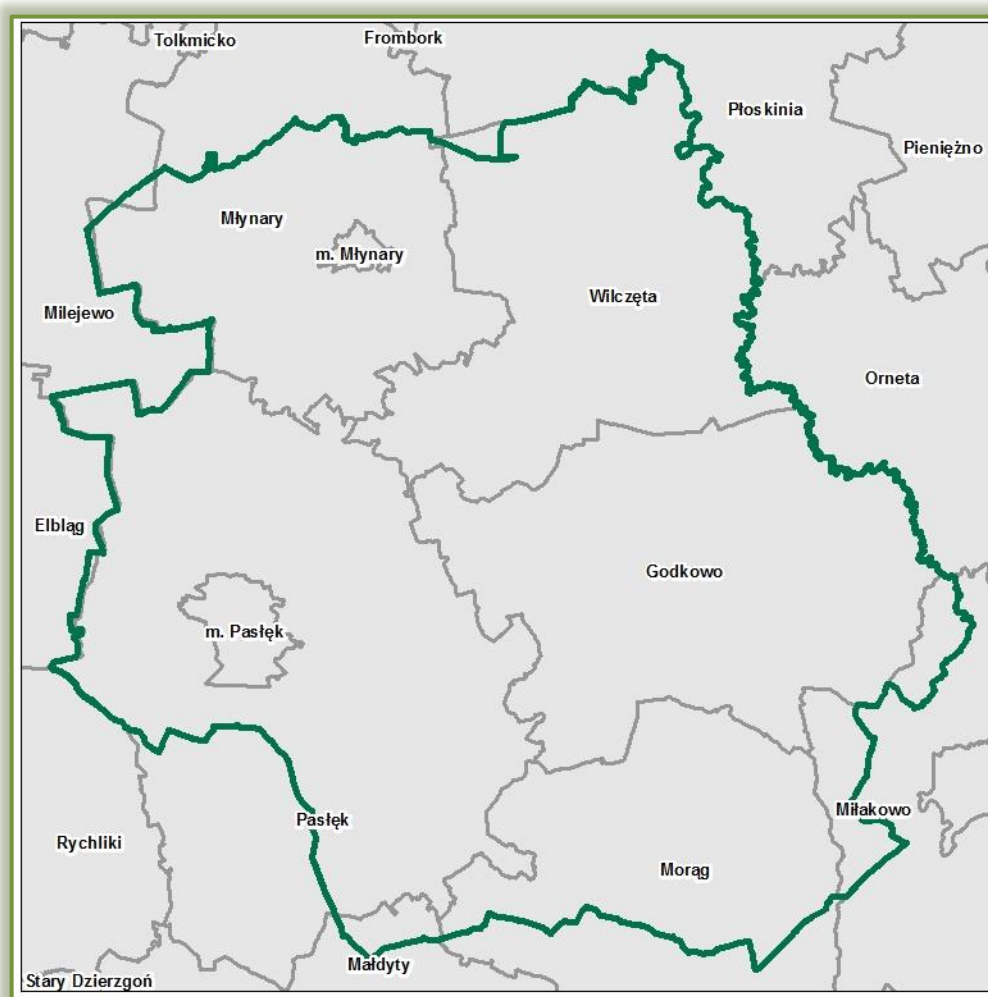 Tolkmicko
Frombork
Płoskinia
Pieniężno
Młynary
m. Młynary
Wilczęta
Milejewo
Orneta
Elbląg
Godkowo
m. Pasłęk
Pasłęk
Miłakowo
Rychliki
Morąg
Małdyty
Stary Dzierzgoń